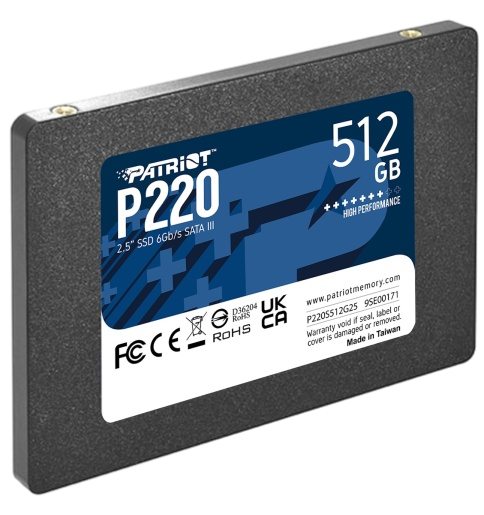 PATRIOT™
P220
2.5" SSD 6Gb/s SATA III
512
GB
HIGH PERFORMANCE
FC CE D36204 RoHS RoHS UK CA
www.patriotmemory.com
P220S512G25 9SE00171
Warranty void if seal, label or
cover is damaged or removed.
Made in Taiwan